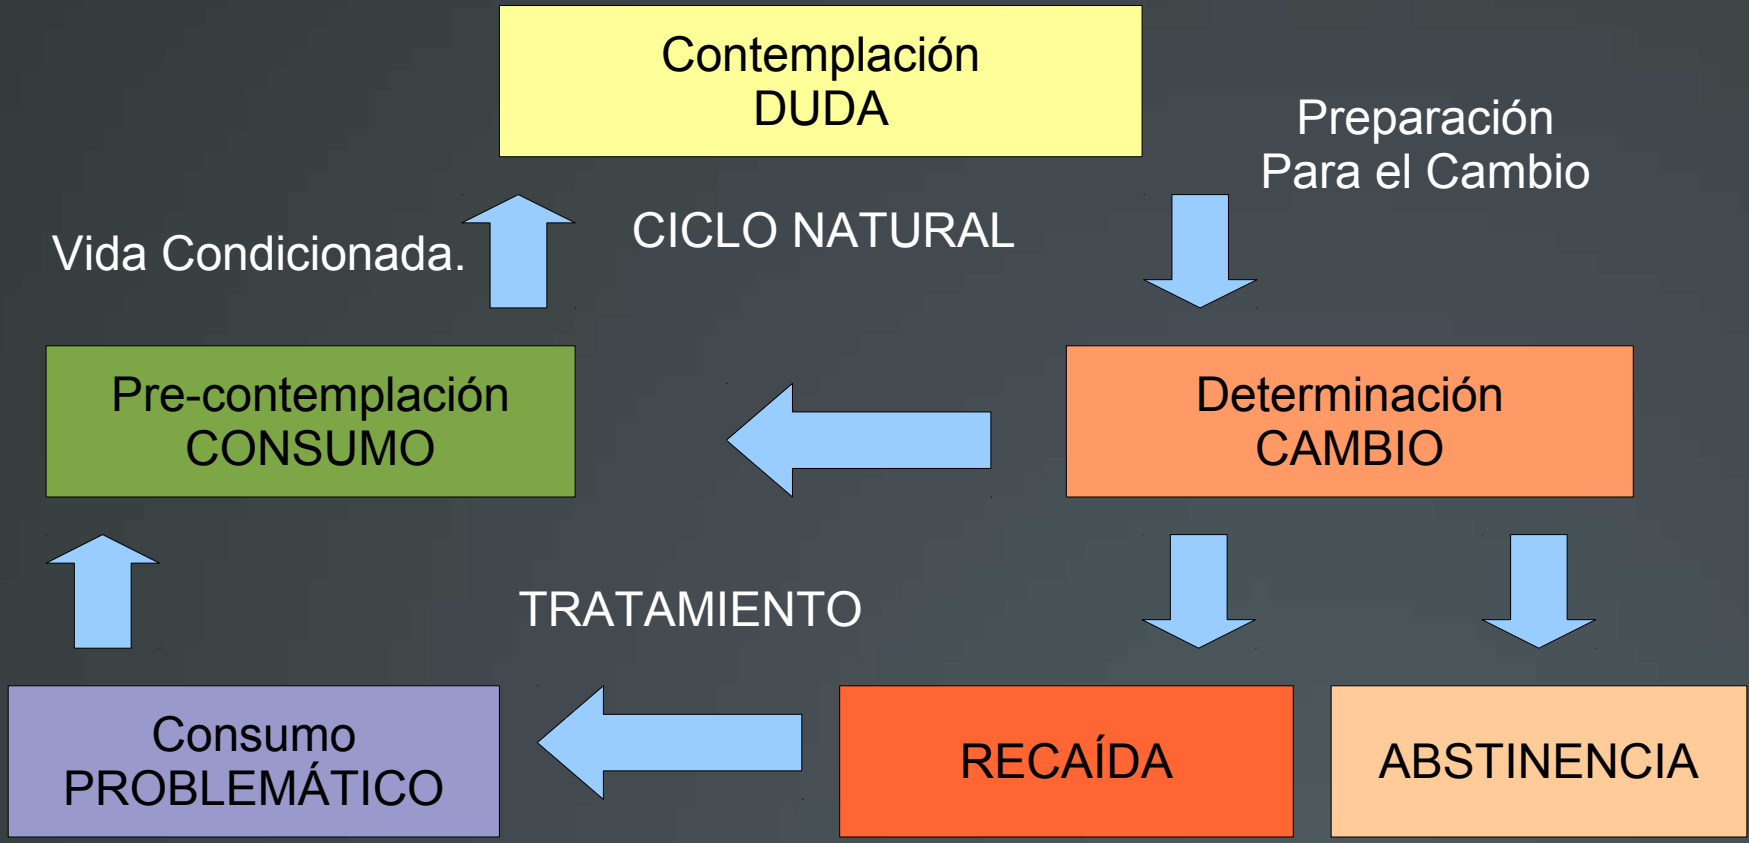 Contemplación
DUDA
Preparación
Para el Cambio
CICLO NATURAL
Vida Condicionada.
Pre-contemplación
CONSUMO
Determinación
CAMBIO
TRATAMIENTO
Consumo
PROBLEMÁTICO
RECAÍDA
ABSTINENCIA